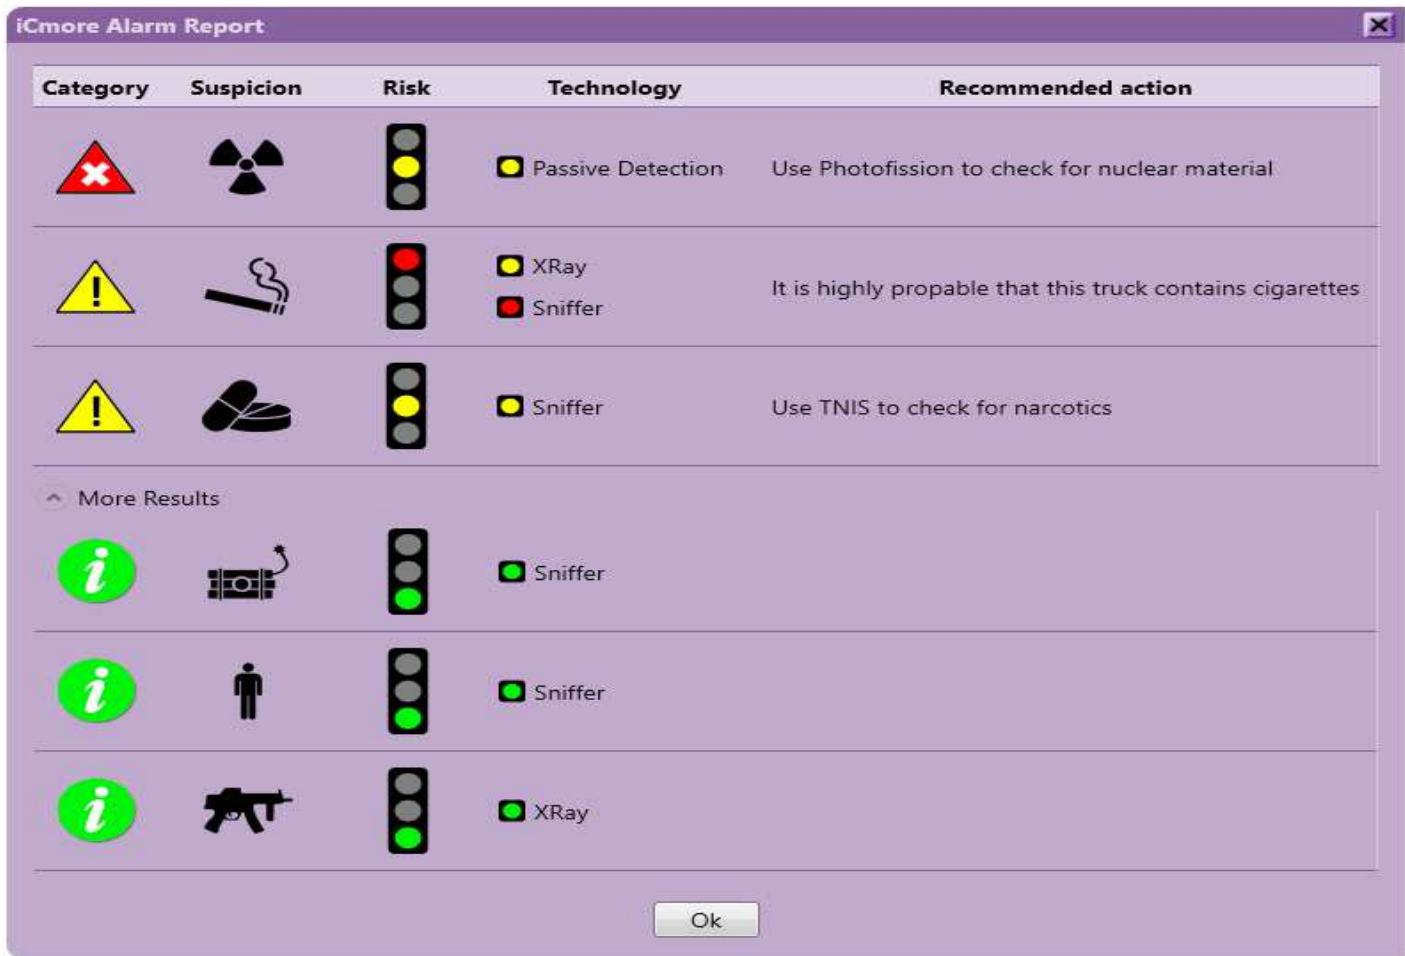 iCmore Alarm Report
Category Suspicion Risk Technology Recommended action
Passive Detection Use Photofission to check for nuclear material
XRay
Sniffer
It is highly propable that this truck contains cigarettes
Sniffer Use TNIS to check for narcotics
More Results
Sniffer
Sniffer
XRay
Ok